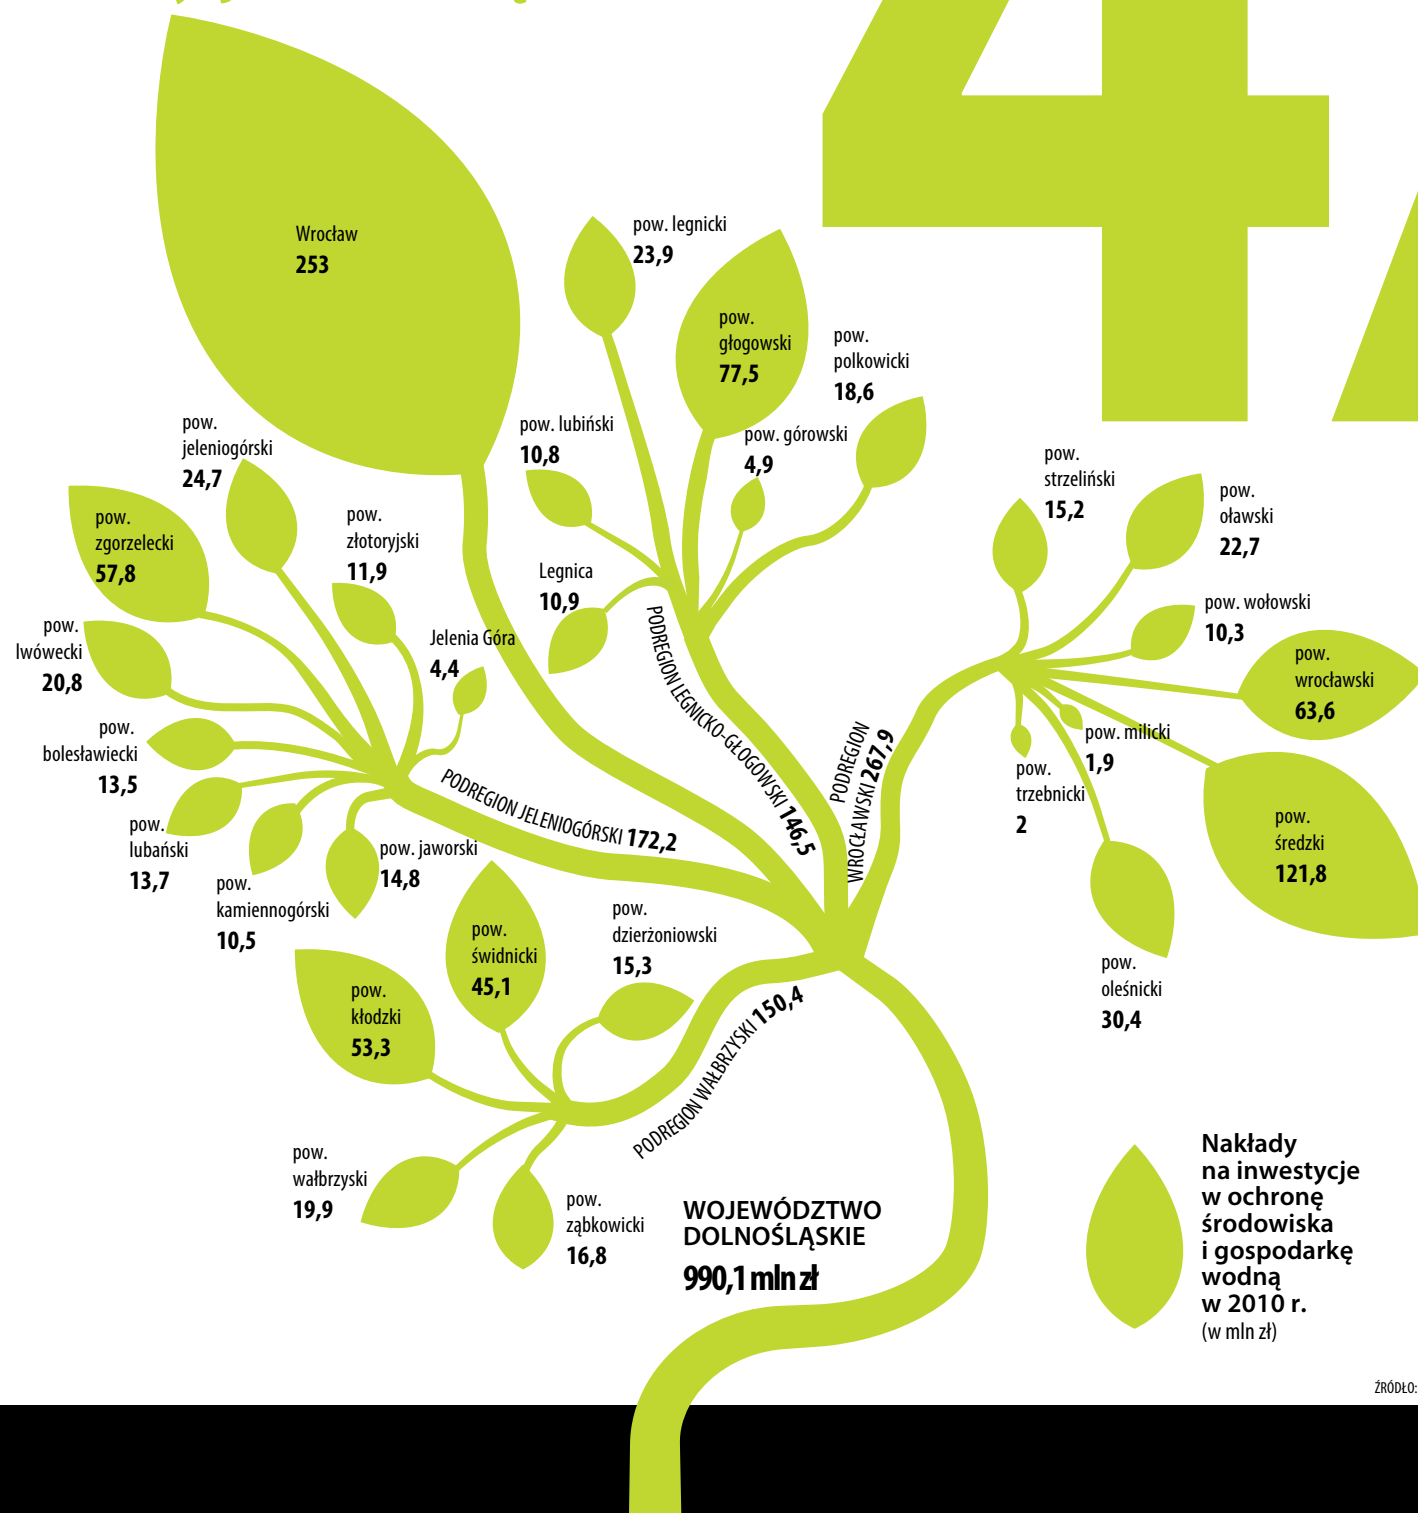 4
Wrocław
253
pow. legnicki
23,9
pow.
głogowski
77,5
pow.
polkowicki
18,6
pow. lubiński
10,8
pow. górowski
4,9
Legnica
10,9
PODREGION LEGNICKO-GŁOGOWSKI 146,5
pow.
jeleniogórski
24,7
pow.
zgorzelecki
57,8
pow.
złotoryjski
11,9
Jelenia Góra
4,4
pow.
lwówecki
20,8
pow.
bolesławiecki
13,5
pow.
lubański
13,7
pow.
kamiennogórski
10,5
pow. jaworski
14,8
PODREGION JELENIOGÓRSKI 172,2
pow.
strzeliński
15,2
pow.
oławski
22,7
pow. wołowski
10,3
pow.
wrocławski
63,6
pow. milicki
1,9
pow.
trzebnicki
2
pow.
średzki
121,8
pow.
oleśnicki
30,4
PODREGION
WROCŁAWSKI 267,9
pow.
świdnicki
45,1
pow.
dzierżoniowski
15,3
pow.
kłodzki
53,3
pow.
wałbrzyski
19,9
pow.
ząbkowicki
16,8
PODREGION WAŁBRZYSKI 150,4
WOJEWÓDZTWO
DOLNOŚLĄSKIE
990,1 mln zł
Nakłady
na inwestycje
w ochronę
środowiska
i gospodarkę
wodną
w 2010 r.
(w mln zł)
ŹRÓDŁO: